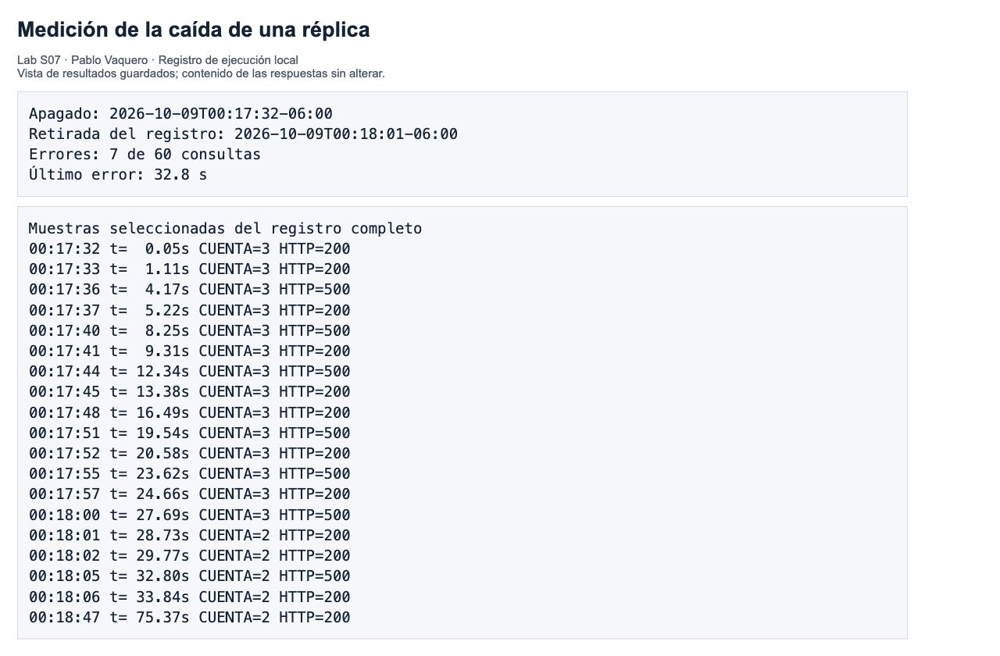 Medición de la caída de una réplica
Lab S07 · Pablo Vaquero · Registro de ejecución local
Vista de resultados guardados; contenido de las respuestas sin alterar.
Apagado: 2026-10-09T00:17:32-06:00
Retirada del registro: 2026-10-09T00:18:01-06:00
Errores: 7 de 60 consultas
Último error: 32.8 s
Muestras seleccionadas del registro completo
00:17:32 t=  0.05s CUENTA=3 HTTP=200
00:17:33 t=  1.11s CUENTA=3 HTTP=200
00:17:36 t=  4.17s CUENTA=3 HTTP=500
00:17:37 t=  5.22s CUENTA=3 HTTP=200
00:17:40 t=  8.25s CUENTA=3 HTTP=500
00:17:41 t=  9.31s CUENTA=3 HTTP=200
00:17:44 t= 12.34s CUENTA=3 HTTP=500
00:17:45 t= 13.38s CUENTA=3 HTTP=200
00:17:48 t= 16.49s CUENTA=3 HTTP=200
00:17:51 t= 19.54s CUENTA=3 HTTP=500
00:17:52 t= 20.58s CUENTA=3 HTTP=200
00:17:55 t= 23.62s CUENTA=3 HTTP=500
00:17:57 t= 24.66s CUENTA=3 HTTP=200
00:18:00 t= 27.69s CUENTA=3 HTTP=500
00:18:01 t= 28.73s CUENTA=2 HTTP=200
00:18:02 t= 29.77s CUENTA=2 HTTP=200
00:18:05 t= 32.80s CUENTA=2 HTTP=500
00:18:06 t= 33.84s CUENTA=2 HTTP=200
00:18:47 t= 75.37s CUENTA=2 HTTP=200